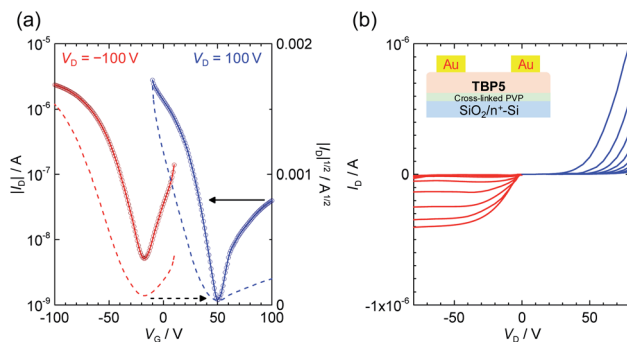 (a)
V_D = −100 V
V_D = 100 V
10⁻⁵
10⁻⁶
10⁻⁷
10⁻⁸
10⁻⁹
|I_D| / A
0.002
0.001
0
|I_D|^1/2 / A^1/2
-100
-50
0
50
100
V_G / V
(b)
10⁻⁶
0
-1x10⁻⁶
I_D / A
Au
Au
TBP5
Cross-linked PVP
SiO₂/n⁺-Si
-50
0
50
V_D / V